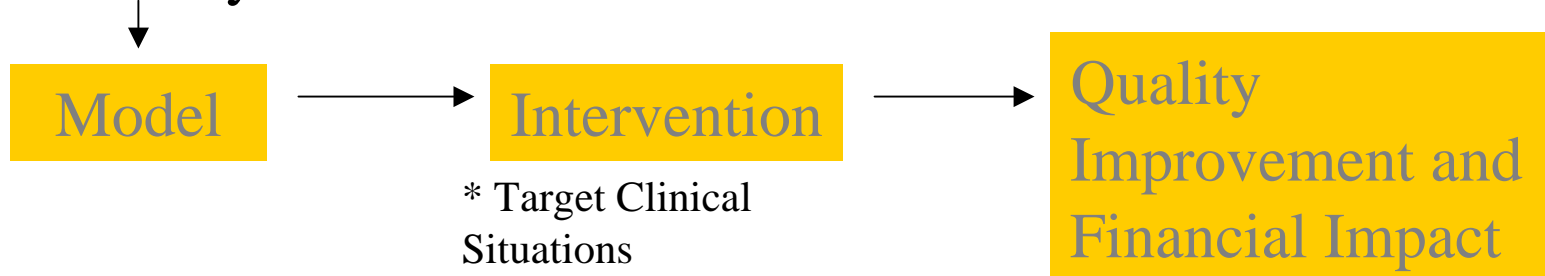 Model
Intervention
* Target Clinical
Situations
Quality
Improvement and
Financial Impact